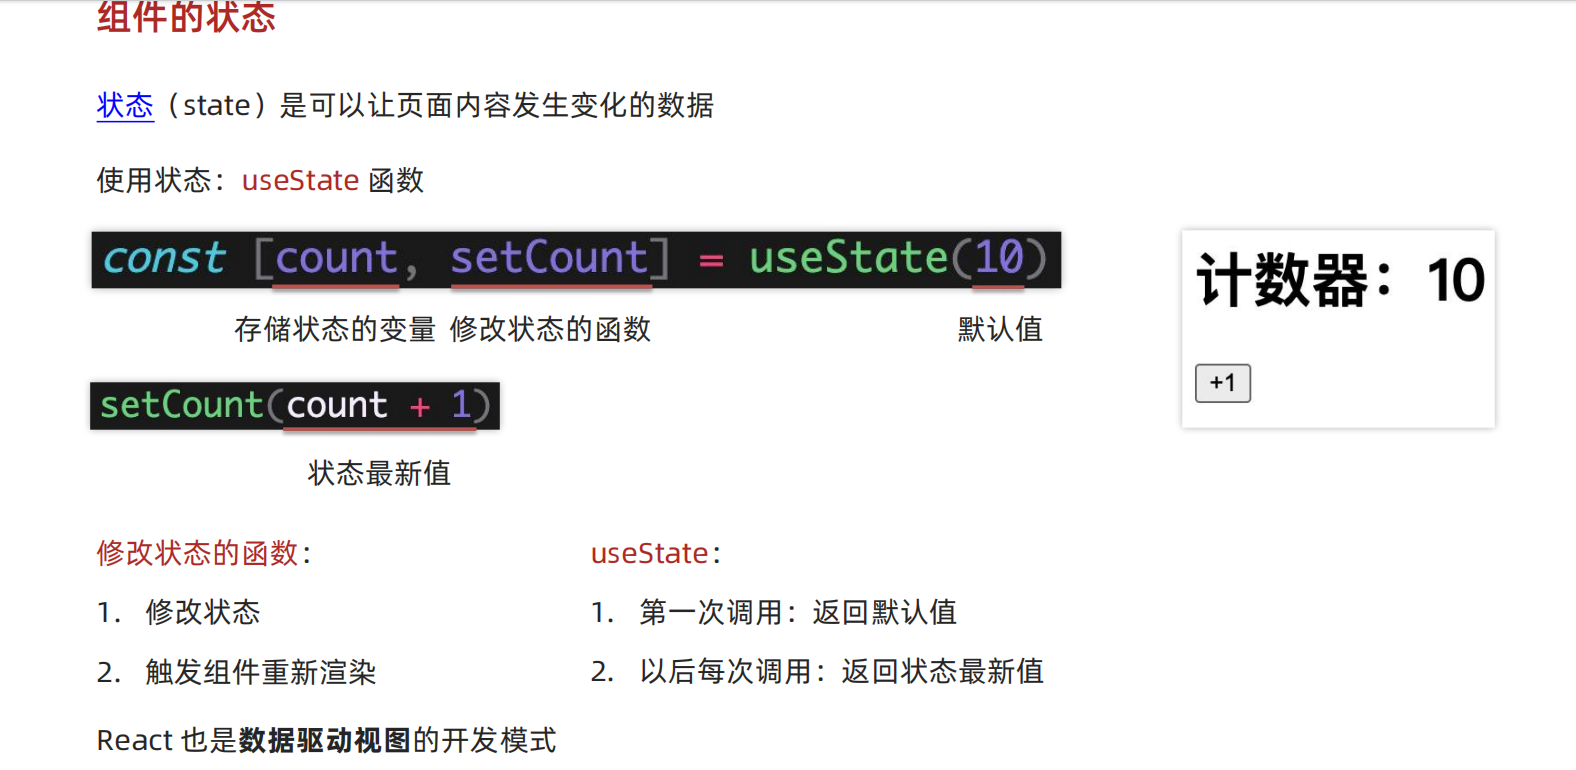 组件的状态
状态（state）是可以让页面内容发生变化的数据
使用状态：useState 函数
const [count, setCount] = useState(10)
存储状态的变量 修改状态的函数 默认值
计数器：10
+1
setCount(count + 1)
状态最新值
修改状态的函数：
1. 修改状态
2. 触发组件重新渲染
useState：
1. 第一次调用：返回默认值
2. 以后每次调用：返回状态最新值
React 也是数据驱动视图的开发模式